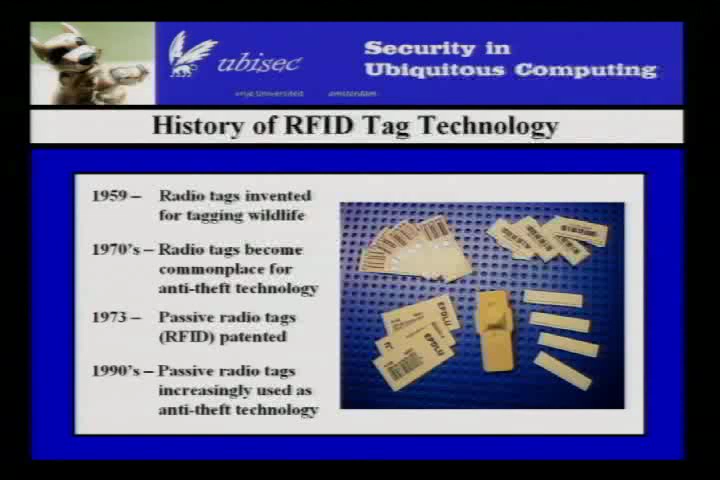 ubisec
Security in
Ubiquitous Computing
vrije Universiteit amsterdam
History of RFID Tag Technology
1959 – Radio tags invented
for tagging wildlife
1970's – Radio tags become
commonplace for
anti-theft technology
1973 – Passive radio tags
(RFID) patented
1990's – Passive radio tags
increasingly used as
anti-theft technology